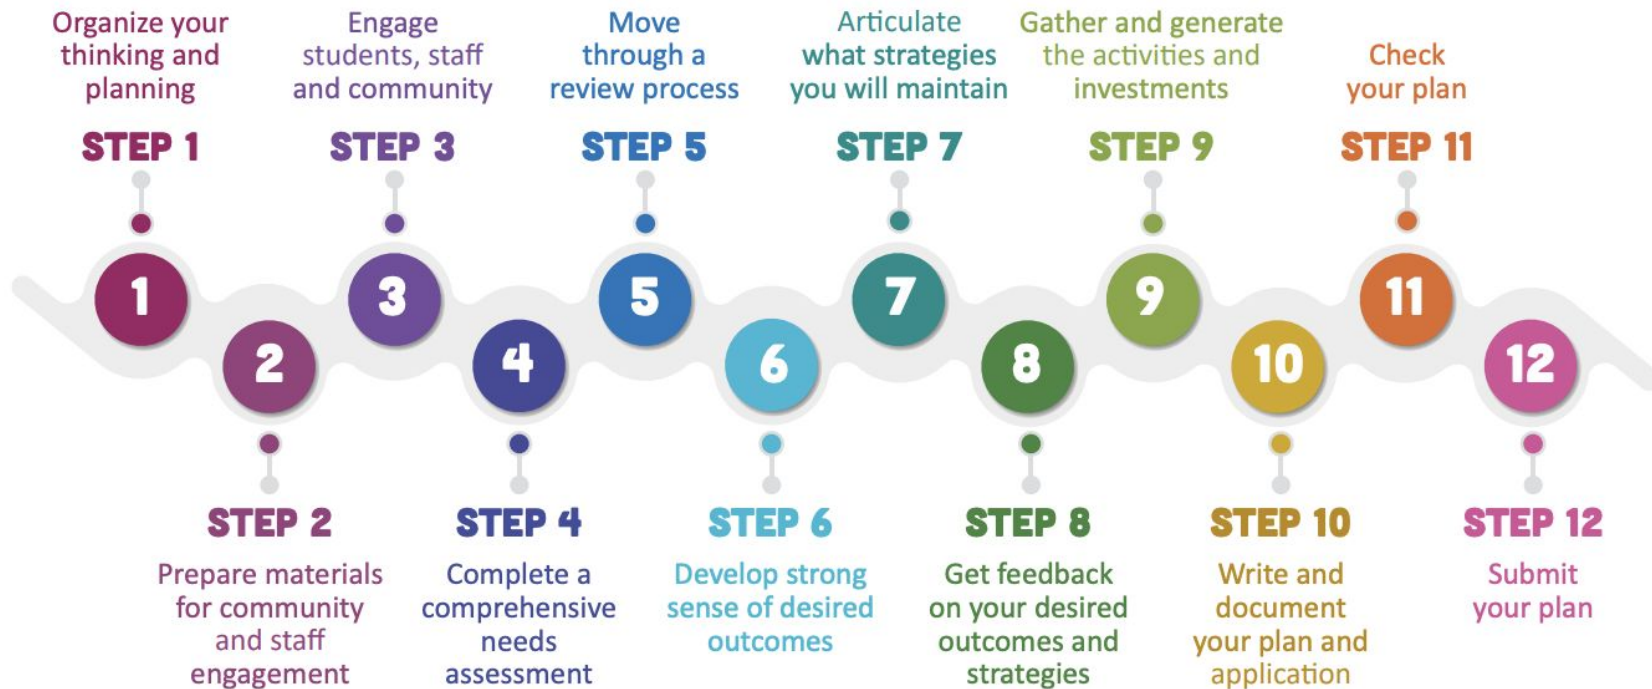 Organize your
thinking and
planning
STEP 1
1
2
STEP 2
Prepare materials
for community
and staff
engagement
Engage
students, staff
and community
STEP 3
3
4
STEP 4
Complete a
comprehensive
needs
assessment
Move
through a
review process
STEP 5
5
6
STEP 6
Develop strong
sense of desired
outcomes
Articulate
what strategies
you will maintain
STEP 7
7
8
STEP 8
Get feedback
on your desired
outcomes and
strategies
Gather and generate
the activities and
investments
STEP 9
9
10
STEP 10
Write and
document
your plan and
application
Check
your plan
STEP 11
11
12
STEP 12
Submit
your plan